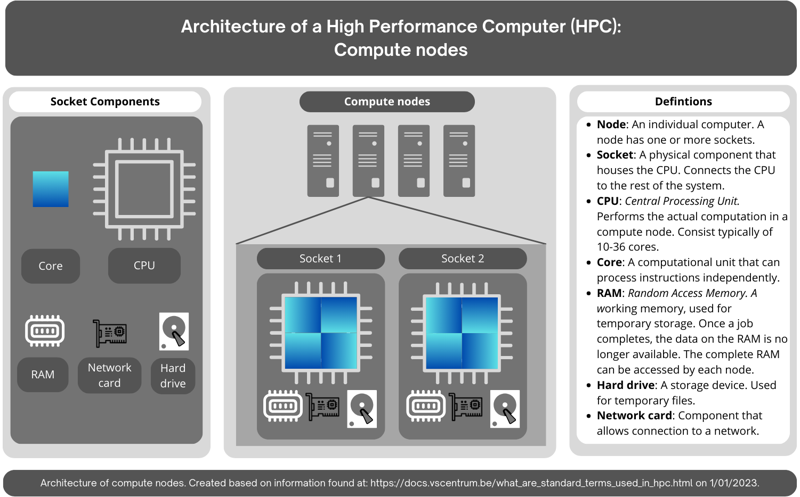 Architecture of a High Performance Computer (HPC):
Compute nodes
Socket Components
Core
CPU
RAM
Network
card
Hard
drive
Compute nodes
Socket 1
Socket 2
Defintions
• Node: An individual computer. A
node has one or more sockets.
• Socket: A physical component that
houses the CPU. Connects the CPU
to the rest of the system.
• CPU: Central Processing Unit.
Performs the actual computation in a
compute node. Consist typically of
10-36 cores.
• Core: A computational unit that can
process instructions independently.
• RAM: Random Access Memory. A
working memory, used for
temporary storage. Once a job
completes, the data on the RAM is no
longer available. The complete RAM
can be accessed by each node.
• Hard drive: A storage device. Used
for temporary files.
• Network card: Component that
allows connection to a network.
Architecture of compute nodes. Created based on information found at: https://docs.vscentrum.be/what_are_standard_terms_used_in_hpc.html on 1/01/2023.